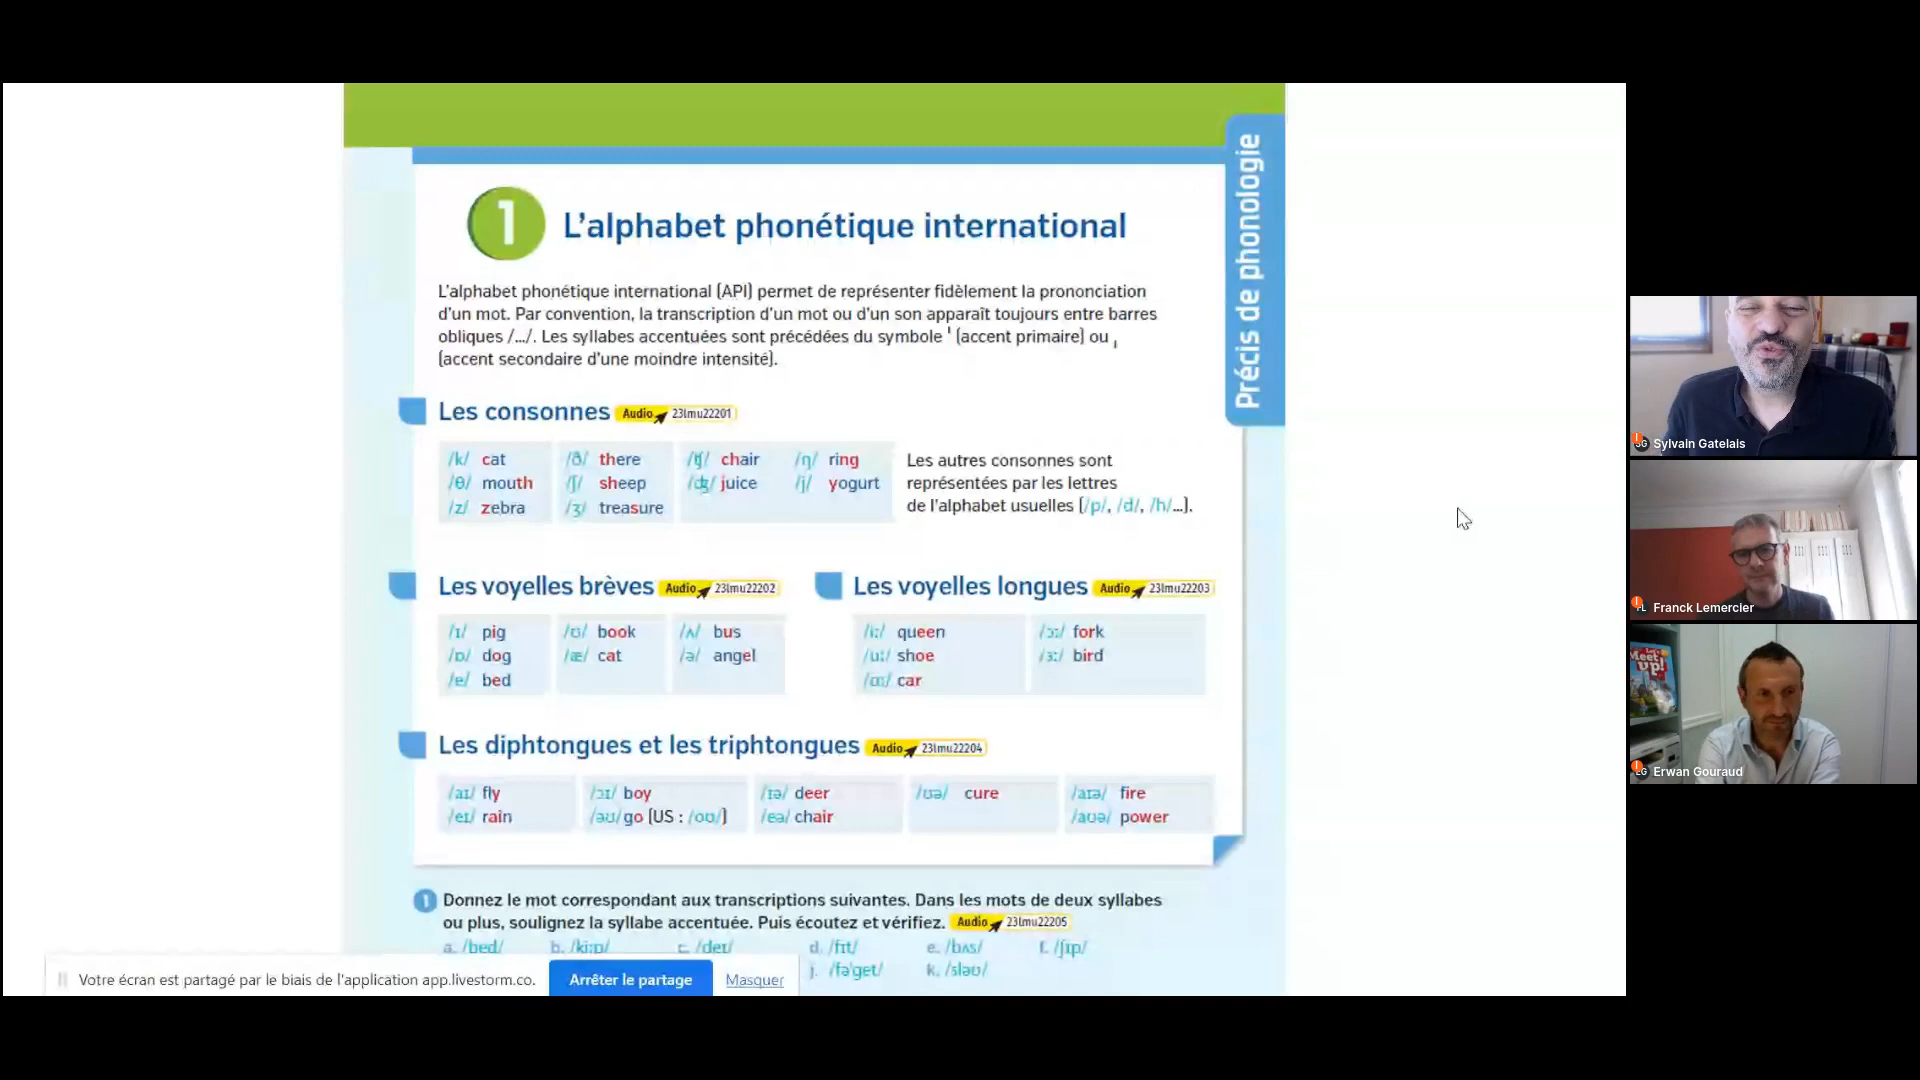 Précis de phonologie
1 L'alphabet phonétique international
L'alphabet phonétique international (API) permet de représenter fidèlement la prononciation
d'un mot. Par convention, la transcription d'un mot ou d'un son apparaît toujours entre barres
obliques /…/. Les syllabes accentuées sont précédées du symbole ˈ (accent primaire) ou ˌ
(accent secondaire d'une moindre intensité).
Les consonnes Audio 23lmu22201
/k/ cat /ð/ there /ʧ/ chair /ŋ/ ring
/θ/ mouth /ʃ/ sheep /ʤ/ juice /j/ yogurt
/z/ zebra /ʒ/ treasure
Les autres consonnes sont
représentées par les lettres
de l'alphabet usuelles (/p/, /d/, /h/…).
Les voyelles brèves Audio 23lmu22202
/ɪ/ pig /ʊ/ book /ʌ/ bus
/ɒ/ dog /æ/ cat /ə/ angel
/e/ bed
Les voyelles longues Audio 23lmu22203
/iː/ queen /ɔː/ fork
/uː/ shoe /ɜː/ bird
/ɑː/ car
Les diphtongues et les triphtongues Audio 23lmu22204
/aɪ/ fly /ɔɪ/ boy /ɪə/ deer /ʊə/ cure /aɪə/ fire
/eɪ/ rain /əʊ/ go (US : /oʊ/) /eə/ chair /aʊə/ power
1 Donnez le mot correspondant aux transcriptions suivantes. Dans les mots de deux syllabes
ou plus, soulignez la syllabe accentuée. Puis écoutez et vérifiez. Audio 23lmu22205
a. /bed/ b. /kiːp/ c. /deɪ/ d. /fɪt/ e. /bʌs/ f. /ʃɪp/
j. /fəˈget/ k. /sləʊ/
Votre écran est partagé par le biais de l'application app.livestorm.co. Arrêter le partage Masquer
Sylvain Gatelais
Franck Lemercier
Let's
Meet
up!
Erwan Gouraud